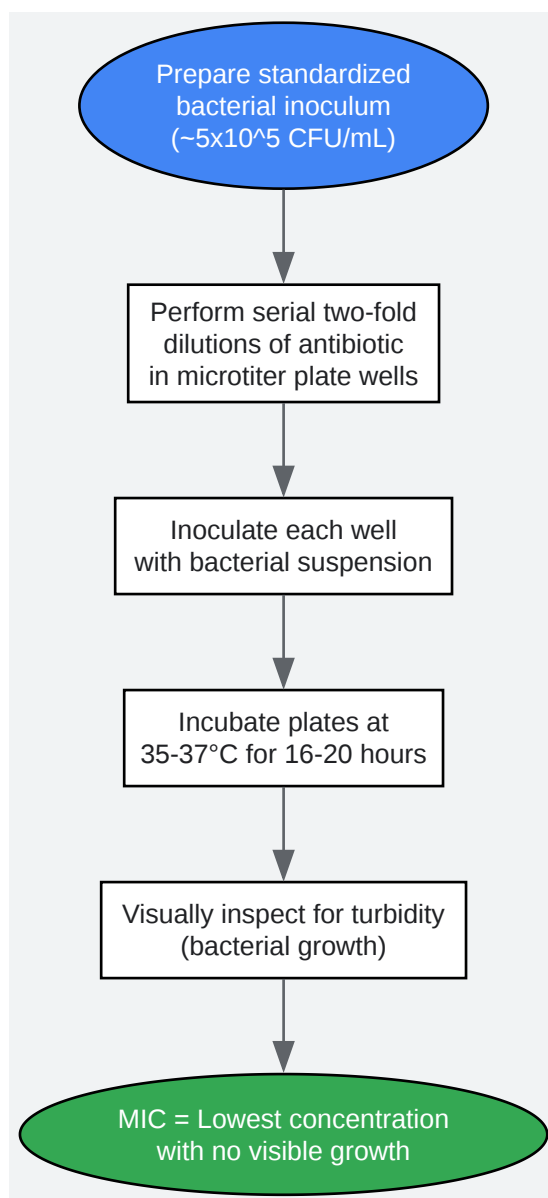 Prepare standardized
bacterial inoculum
(~5x10^5 CFU/mL)
Perform serial two-fold
dilutions of antibiotic
in microtiter plate wells
Inoculate each well
with bacterial suspension
Incubate plates at
35-37°C for 16-20 hours
Visually inspect for turbidity
(bacterial growth)
MIC = Lowest concentration
with no visible growth